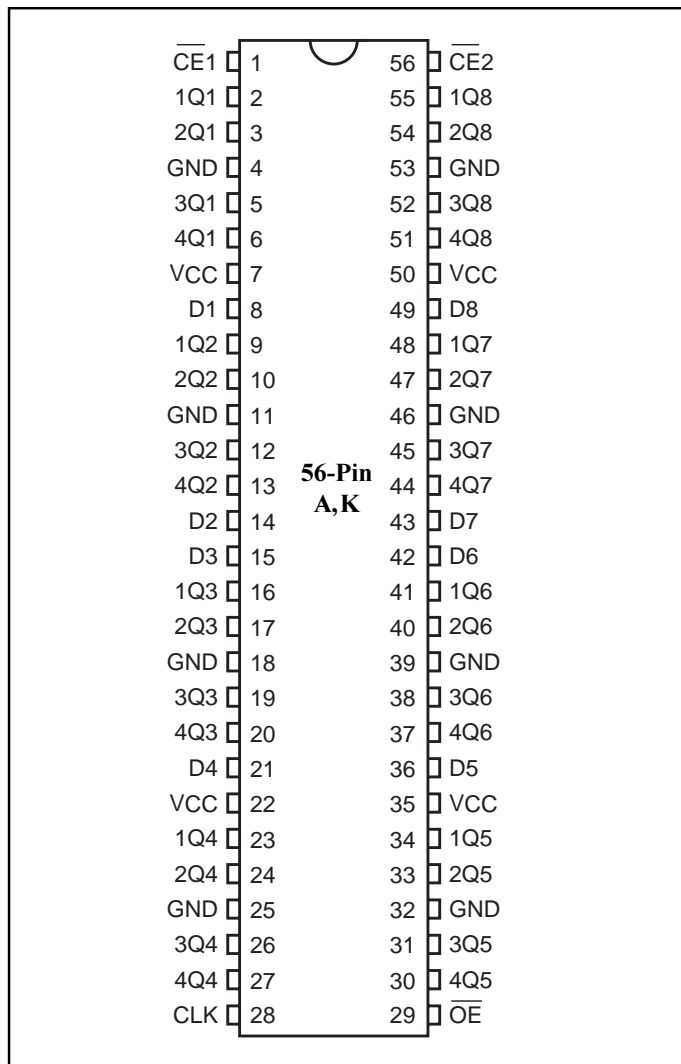 C̅E̅1 1 56 C̅E̅2
1Q1 2 55 1Q8
2Q1 3 54 2Q8
GND 4 53 GND
3Q1 5 52 3Q8
4Q1 6 51 4Q8
VCC 7 50 VCC
D1 8 49 D8
1Q2 9 48 1Q7
2Q2 10 47 2Q7
GND 11 46 GND
3Q2 12 45 3Q7
56-Pin
4Q2 13 44 4Q7
A,K
D2 14 43 D7
D3 15 42 D6
1Q3 16 41 1Q6
2Q3 17 40 2Q6
GND 18 39 GND
3Q3 19 38 3Q6
4Q3 20 37 4Q6
D4 21 36 D5
VCC 22 35 VCC
1Q4 23 34 1Q5
2Q4 24 33 2Q5
GND 25 32 GND
3Q4 26 31 3Q5
4Q4 27 30 4Q5
CLK 28 29 O̅E̅